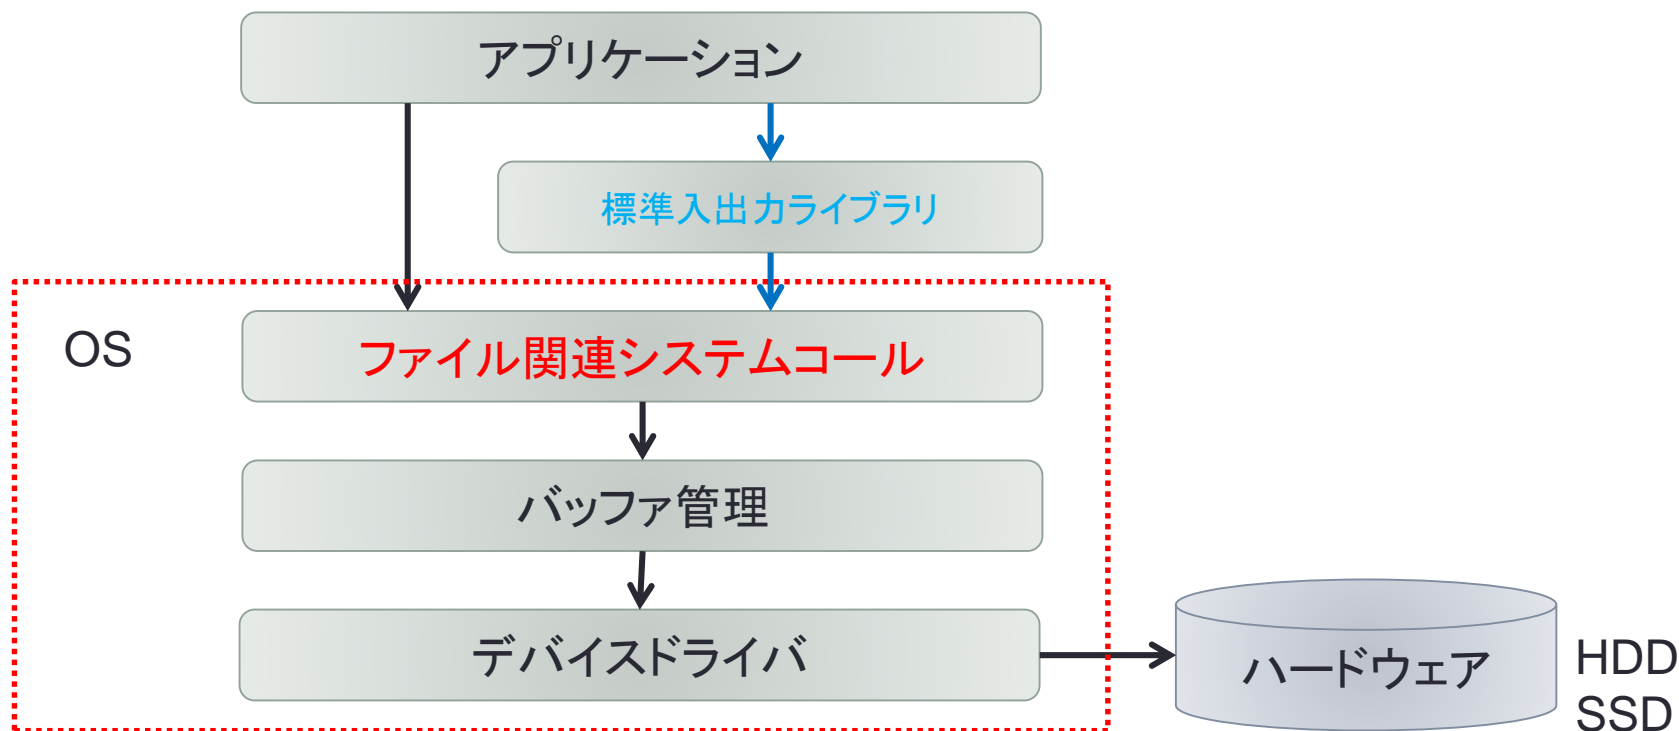 アプリケーション
標準入出力ライブラリ
OS
ファイル関連システムコール
バッファ管理
デバイスドライバ
ハードウェア
HDD
SSD